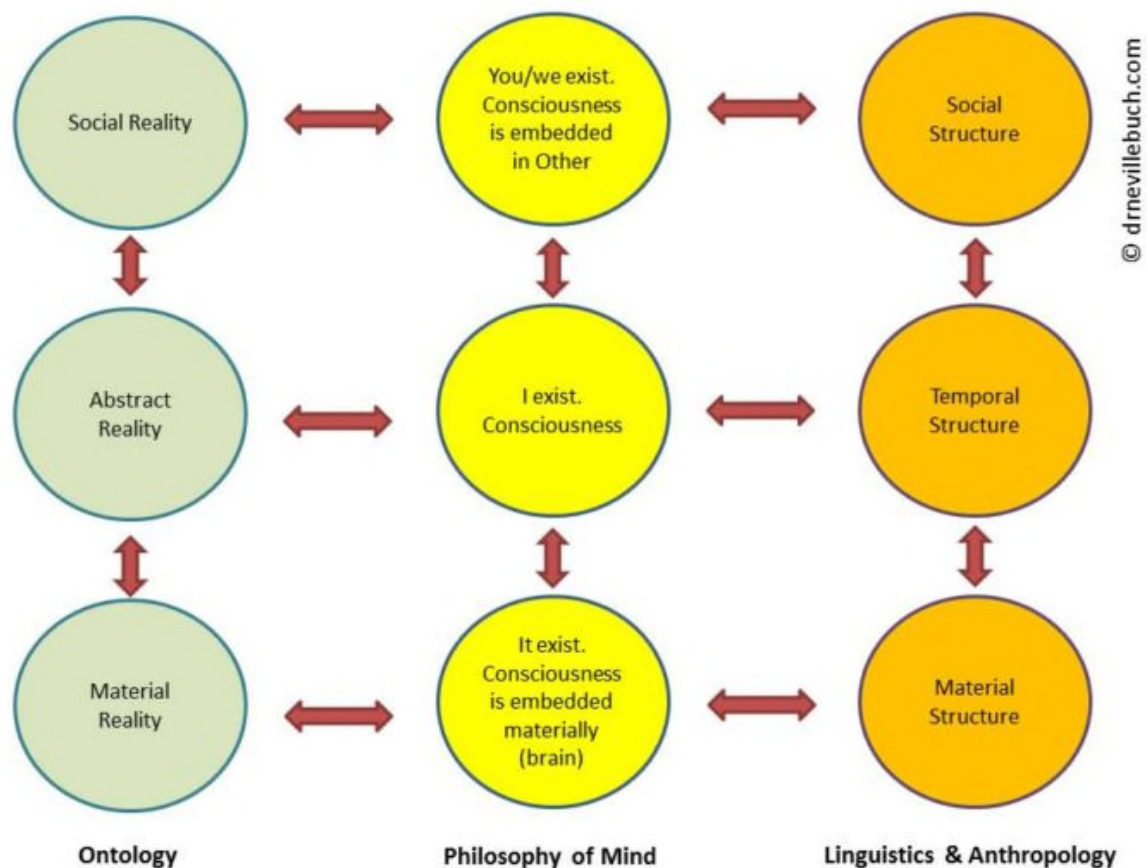 Social Reality
You/we exist.
Consciousness
is embedded
in Other
Social
Structure
© drnevillebuch.com
Abstract
Reality
I exist.
Consciousness
Temporal
Structure
Material
Reality
It exist.
Consciousness
is embedded
materially
(brain)
Material
Structure
Ontology
Philosophy of Mind
Linguistics & Anthropology